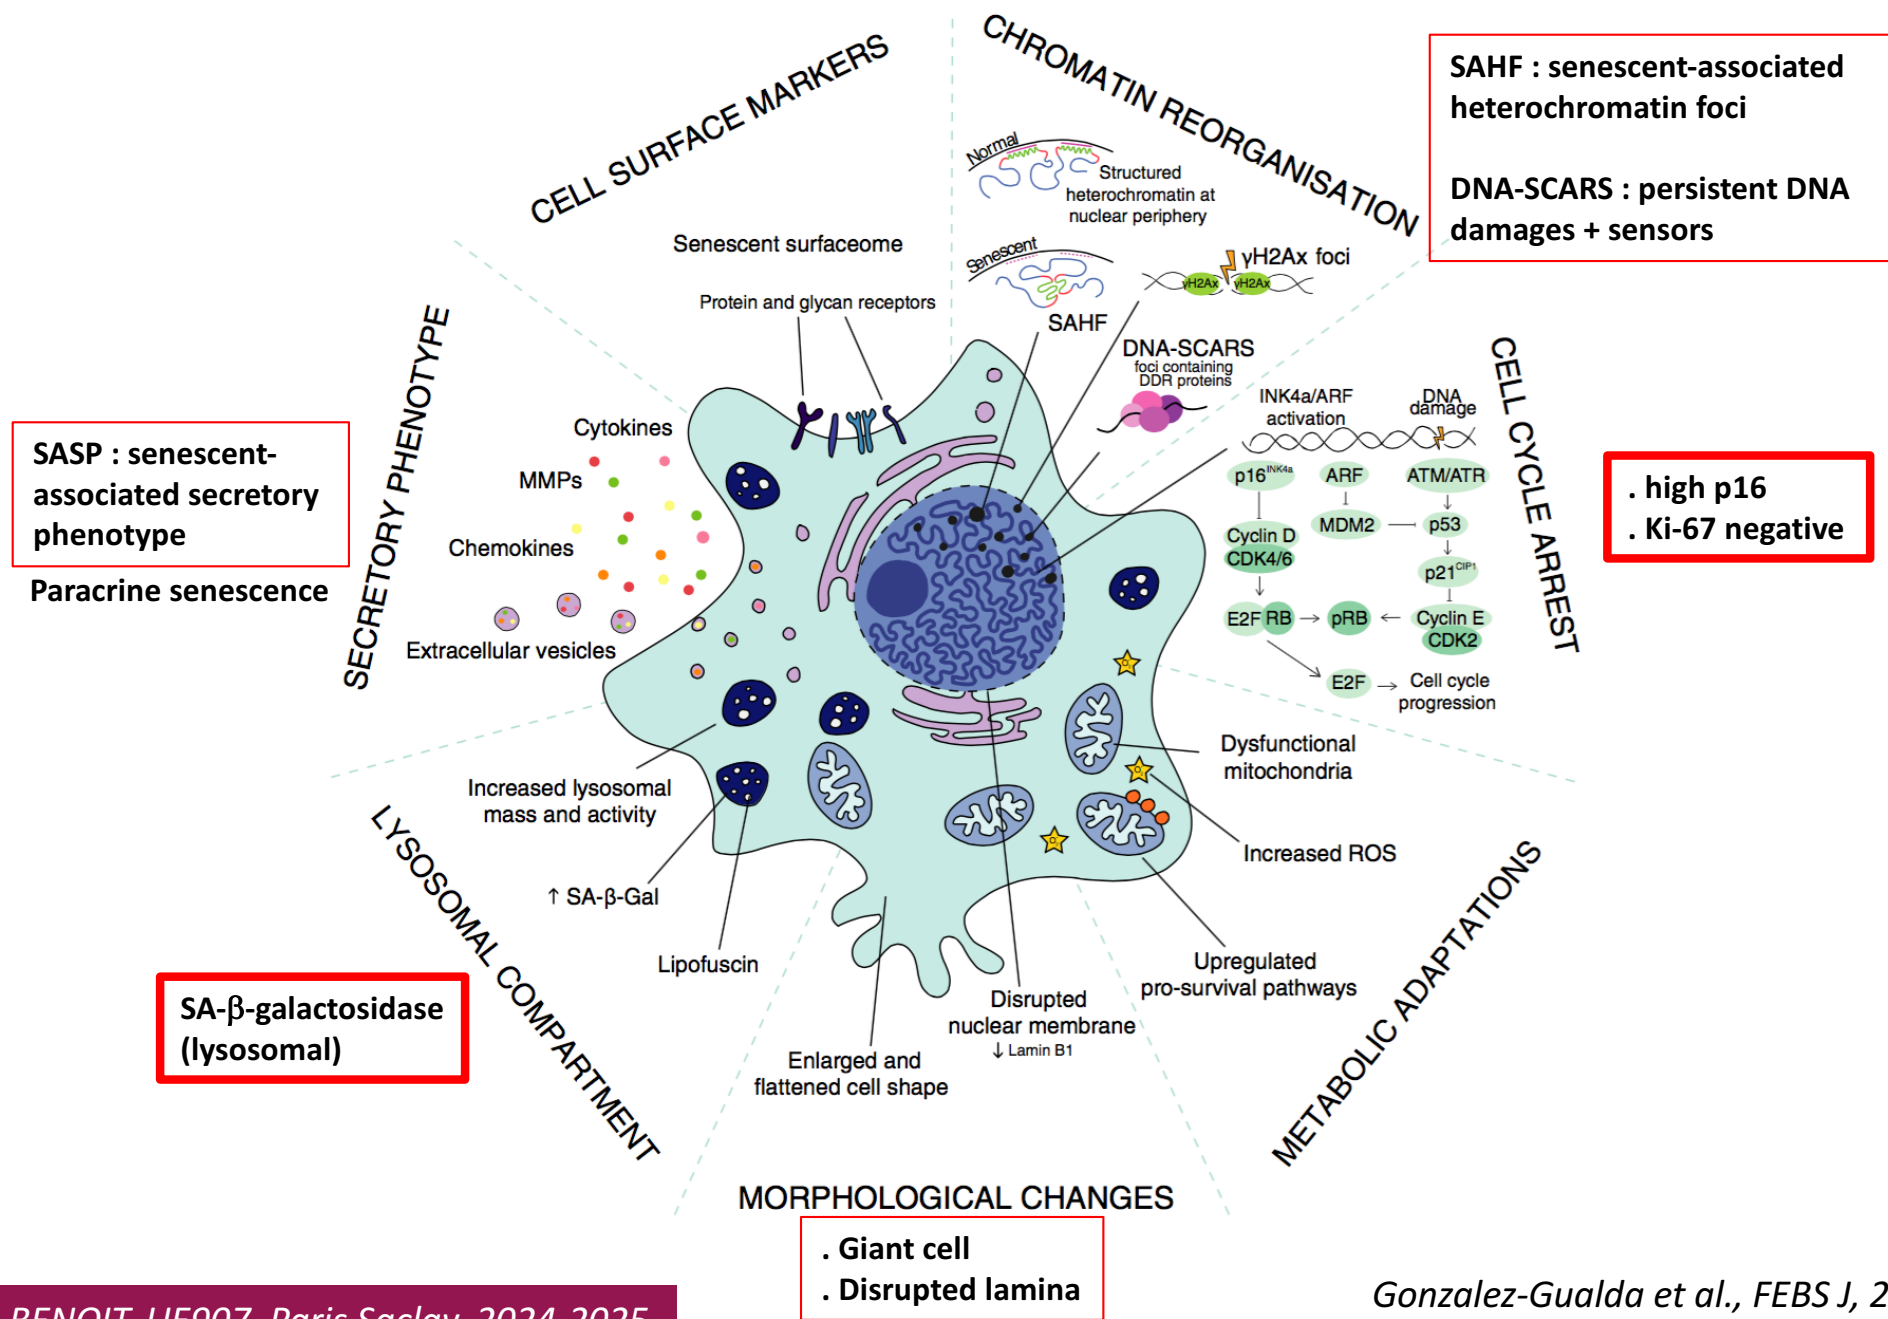 CELL SURFACE MARKERS
CHROMATIN REORGANISATION
SAHF : senescent-associated
heterochromatin foci
DNA-SCARS : persistent DNA
damages + sensors
Normal
Structured
heterochromatin at
nuclear periphery
Senescent
SAHF
γH2Ax foci
γH2Ax
γH2Ax
DNA-SCARS
foci containing
DDR proteins
Senescent surfaceome
Protein and glycan receptors
SECRETORY PHENOTYPE
SASP : senescent-
associated secretory
phenotype
Paracrine senescence
Cytokines
MMPs
Chemokines
Extracellular vesicles
CELL CYCLE ARREST
INK4a/ARF
activation
DNA
damage
p16INK4a
ARF
ATM/ATR
MDM2
p53
Cyclin D
CDK4/6
p21CIP1
E2F
RB
pRB
Cyclin E
CDK2
E2F
Cell cycle
progression
. high p16
. Ki-67 negative
Dysfunctional
mitochondria
Increased ROS
Upregulated
pro-survival pathways
METABOLIC ADAPTATIONS
Increased lysosomal
mass and activity
↑ SA-β-Gal
Lipofuscin
LYSOSOMAL COMPARTMENT
SA-β-galactosidase
(lysosomal)
Enlarged and
flattened cell shape
Disrupted
nuclear membrane
↓ Lamin B1
MORPHOLOGICAL CHANGES
. Giant cell
. Disrupted lamina
BENOIT UE907 Paris Saclay 2024-2025
Gonzalez-Gualda et al., FEBS J, 2